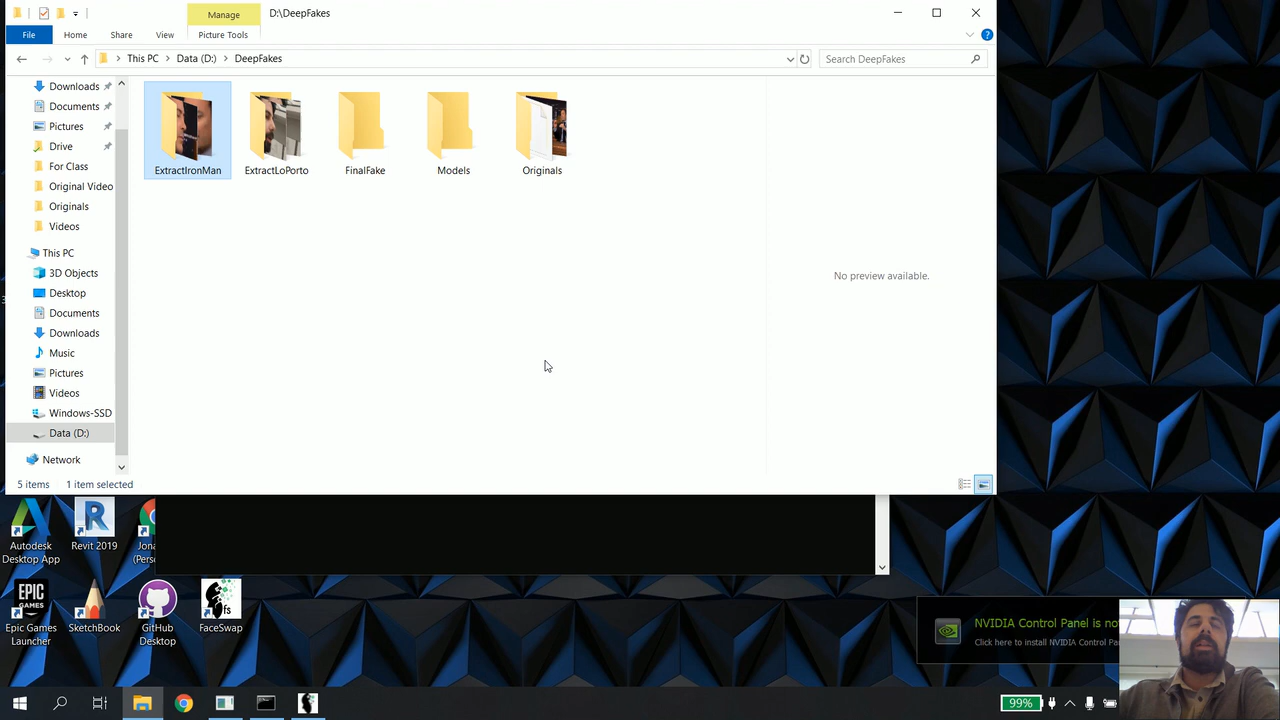 Manage
D:\DeepFakes
File
Home
Share
View
Picture Tools
This PC
Data (D:)
DeepFakes
Search DeepFakes
Downloads
Documents
Pictures
Drive
For Class
Original Video
Originals
Videos
This PC
3D Objects
Desktop
Documents
Downloads
Music
Pictures
Videos
Windows-SSD
Data (D:)
Network
ExtractIronMan
ExtractLoPorto
FinalFake
Models
Originals
No preview available.
5 items
1 item selected
Autodesk
Desktop App
Revit 2019
Jona
(Perso
EPIC
GAMES
Epic Games
Launcher
SketchBook
GitHub
Desktop
fs
FaceSwap
NVIDIA Control Panel is no
Click here to install NVIDIA Control Pa
99%